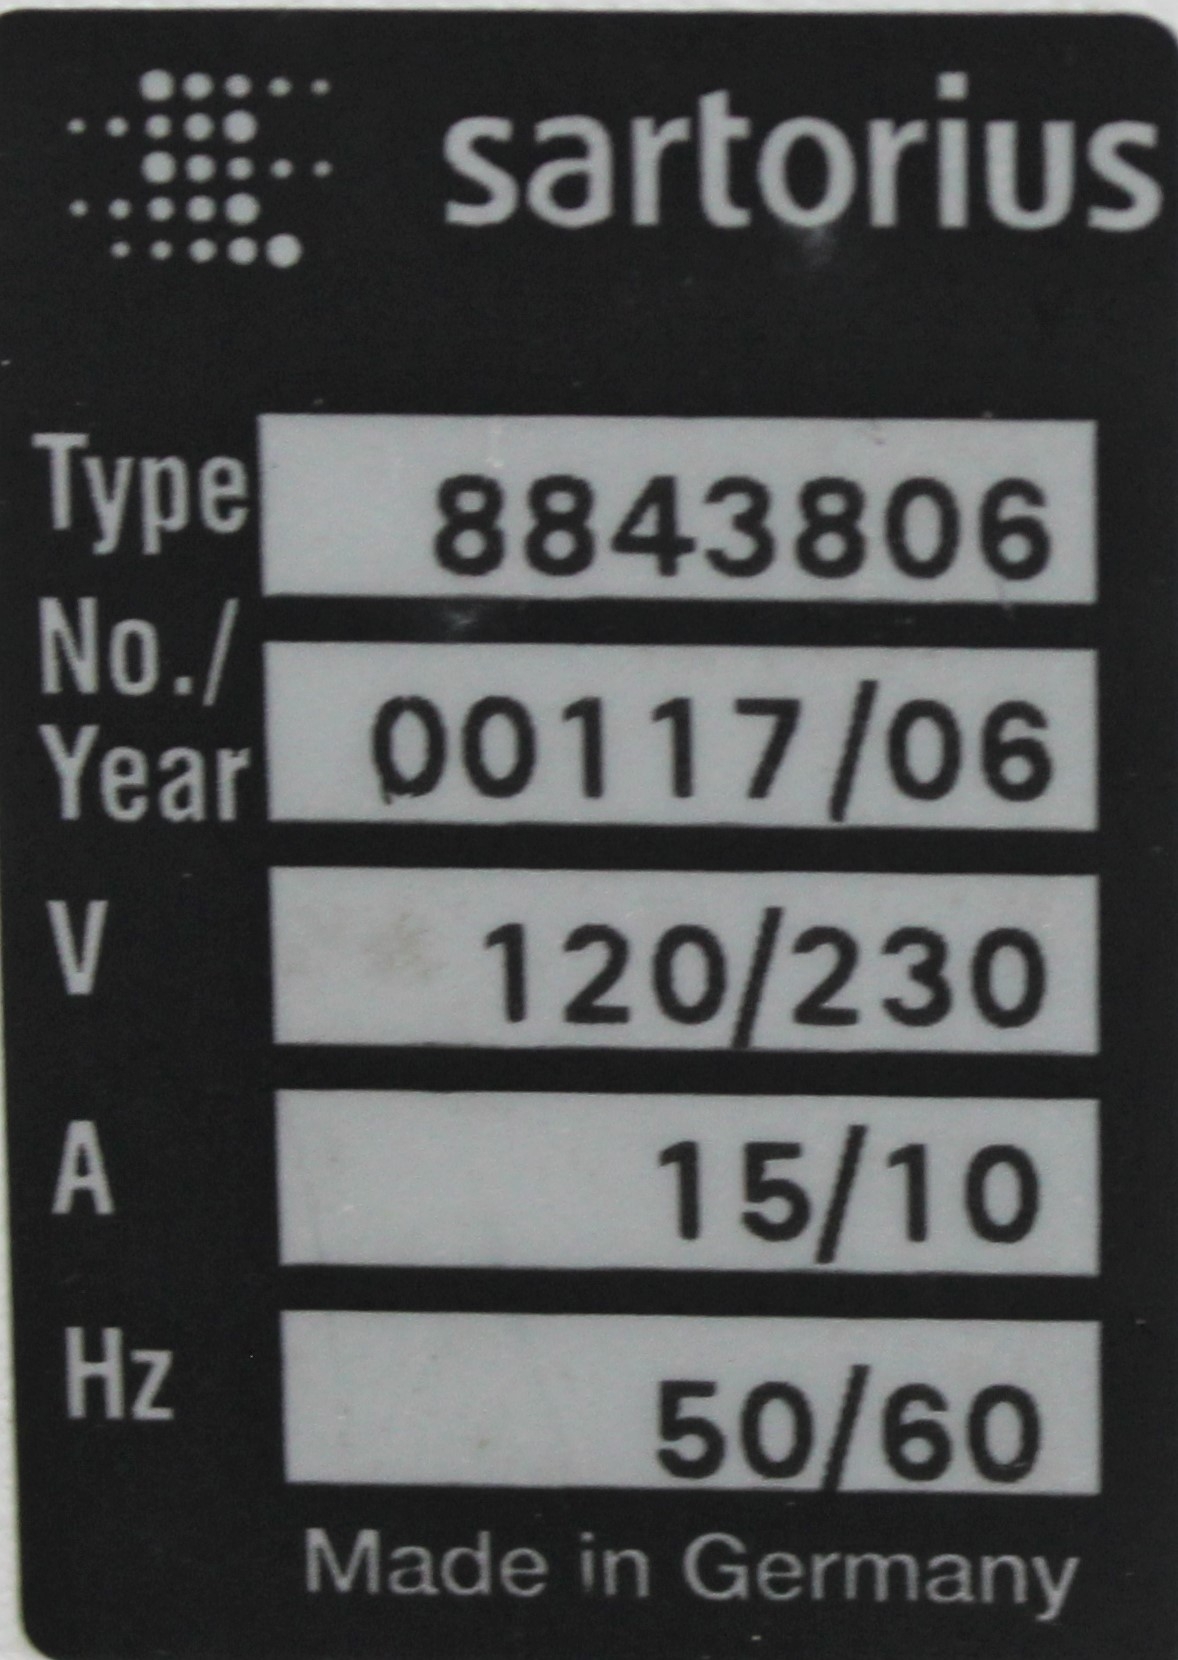 sartorius
Type 8843806
No./
Year 00117/06
V 120/230
A 15/10
Hz 50/60
Made in Germany